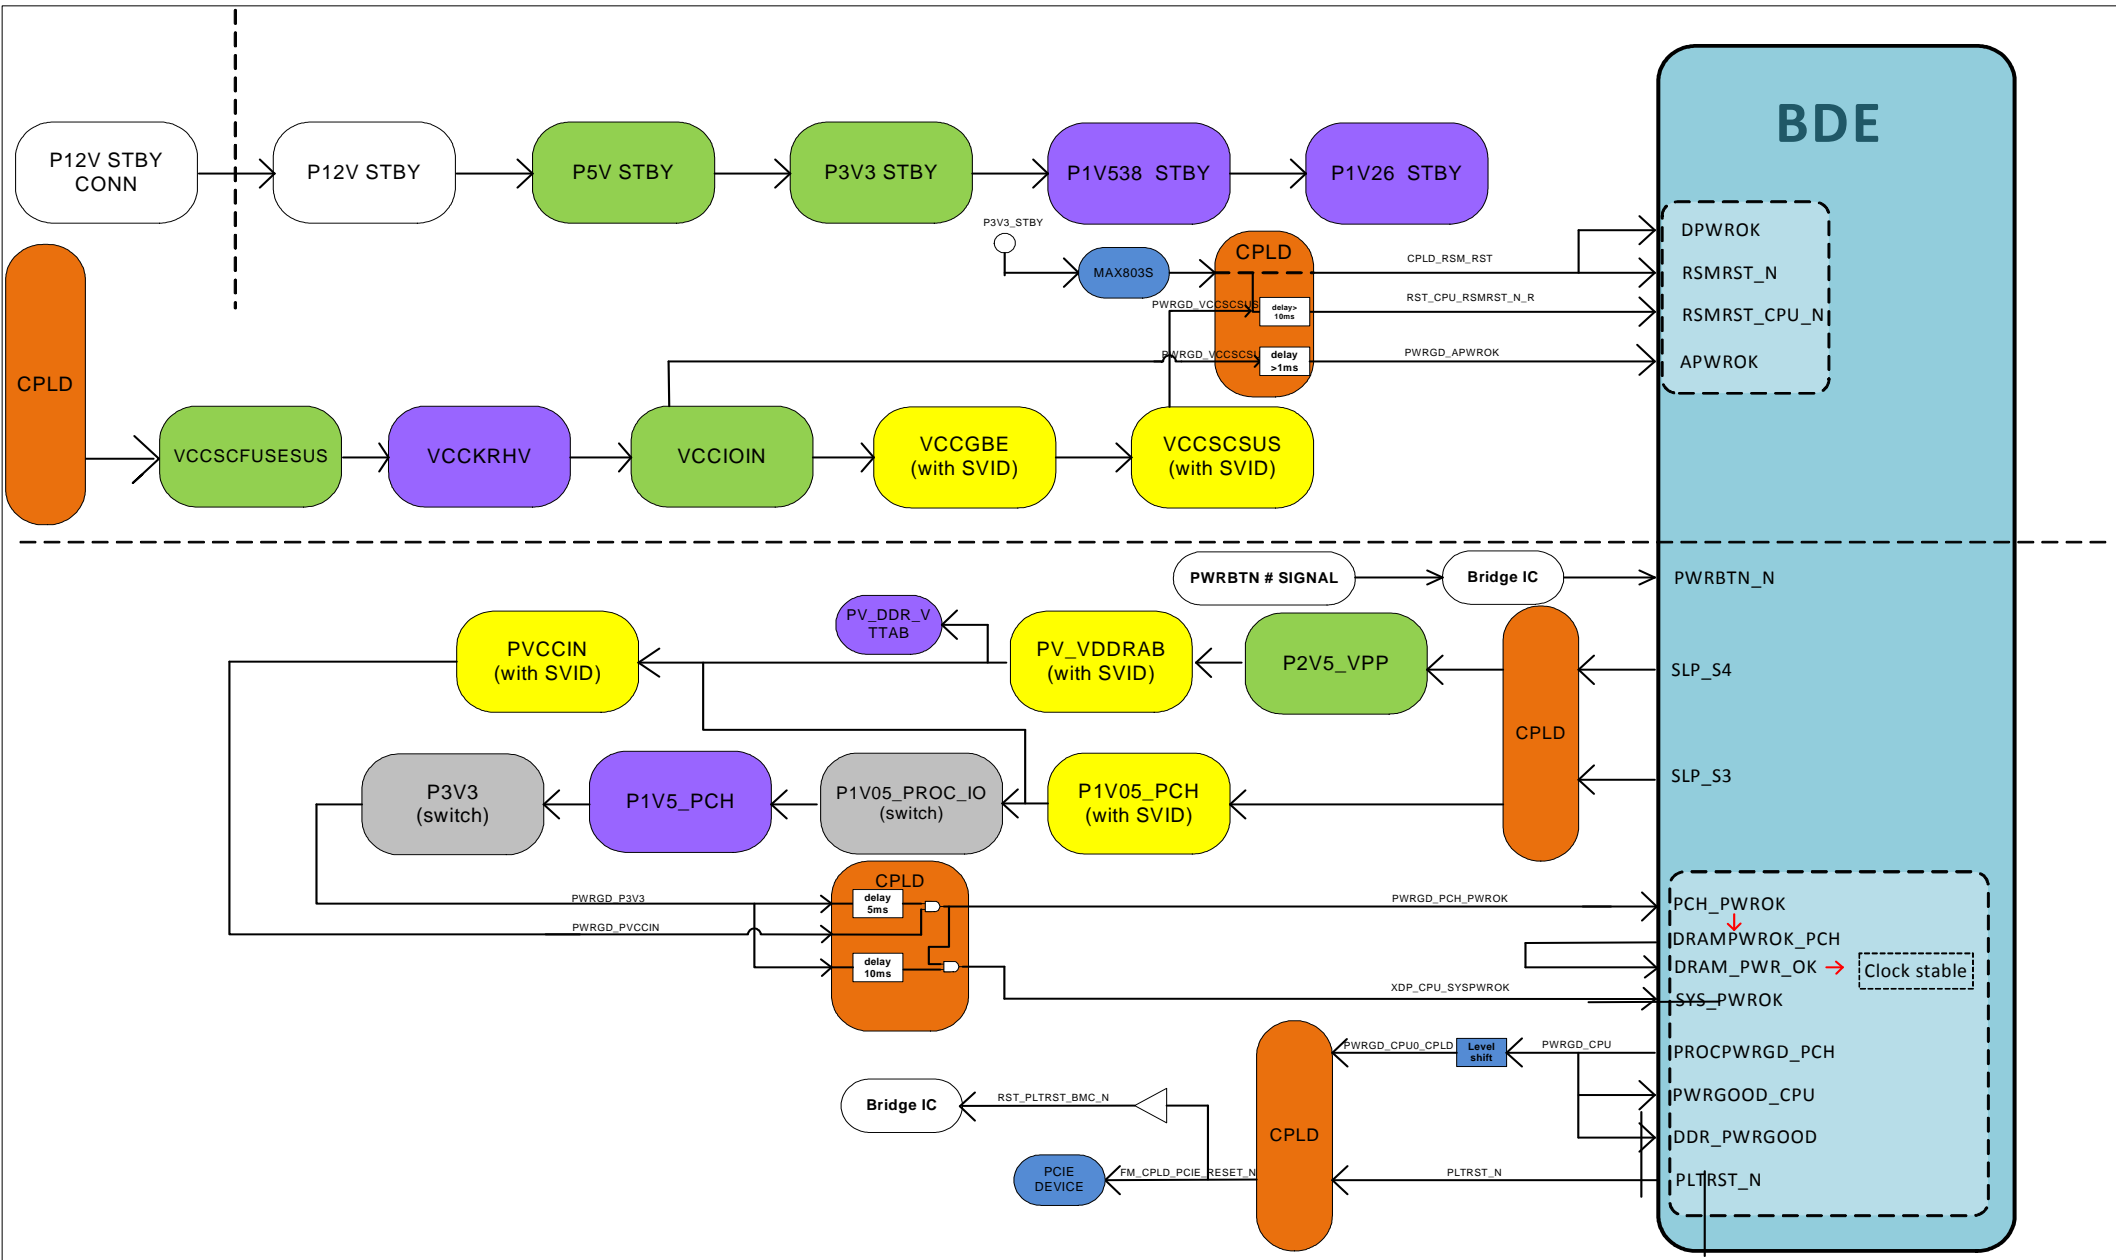 BDE
P12V STBY
CONN
P12V STBY
P5V STBY
P3V3 STBY
P1V538  STBY
P1V26  STBY
P3V3_STBY
MAX803S
CPLD
CPLD_RSM_RST
DPWROK
RSMRST_N
PWRGD_VCCSCSUS
delay>
10ms
RST_CPU_RSMRST_N_R
RSMRST_CPU_N
PWRGD_VCCSCSU
delay
>1ms
PWRGD_APWROK
APWROK
CPLD
VCCSCFUSESUS
VCCKRHV
VCCIOIN
VCCGBE
(with SVID)
VCCSCSUS
(with SVID)
PWRBTN # SIGNAL
Bridge IC
PWRBTN_N
PV_DDR_V
TTAB
PVCCIN
(with SVID)
PV_VDDRAB
(with SVID)
P2V5_VPP
SLP_S4
CPLD
SLP_S3
P3V3
(switch)
P1V5_PCH
P1V05_PROC_IO
(switch)
P1V05_PCH
(with SVID)
CPLD
PWRGD_P3V3
delay
5ms
PWRGD_PCH_PWROK
PCH_PWROK
PWRGD_PVCCIN
DRAMPWROK_PCH
delay
10ms
DRAM_PWR_OK
Clock stable
XDP_CPU_SYSPWROK
SYS_PWROK
PWRGD_CPU0_CPLD
Level
shift
PWRGD_CPU
PROCPWRGD_PCH
Bridge IC
RST_PLTRST_BMC_N
PWRGOOD_CPU
CPLD
DDR_PWRGOOD
PCIE
DEVICE
FM_CPLD_PCIE_RESET_N
PLTRST_N
PLTRST_N